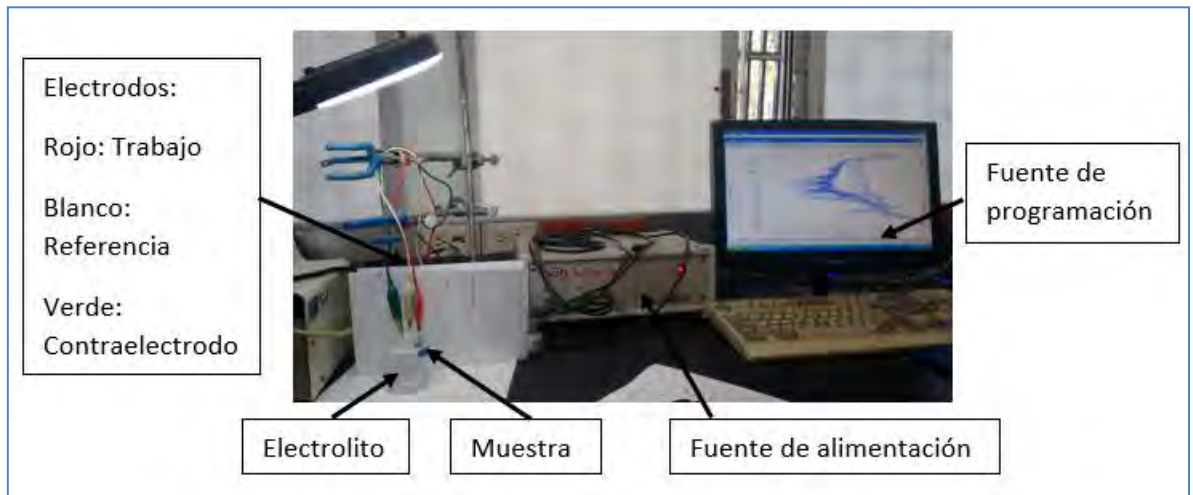 Electrodos:
Rojo: Trabajo
Blanco:
Referencia
Verde:
Contraelectrodo
Fuente de
programación
Electrolito
Muestra
Fuente de alimentación